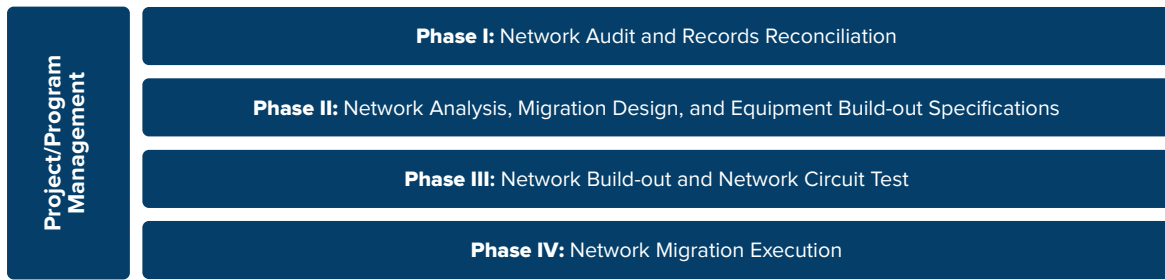 Project/Program
Management
Phase I: Network Audit and Records Reconciliation
Phase II: Network Analysis, Migration Design, and Equipment Build-out Specifications
Phase III: Network Build-out and Network Circuit Test
Phase IV: Network Migration Execution